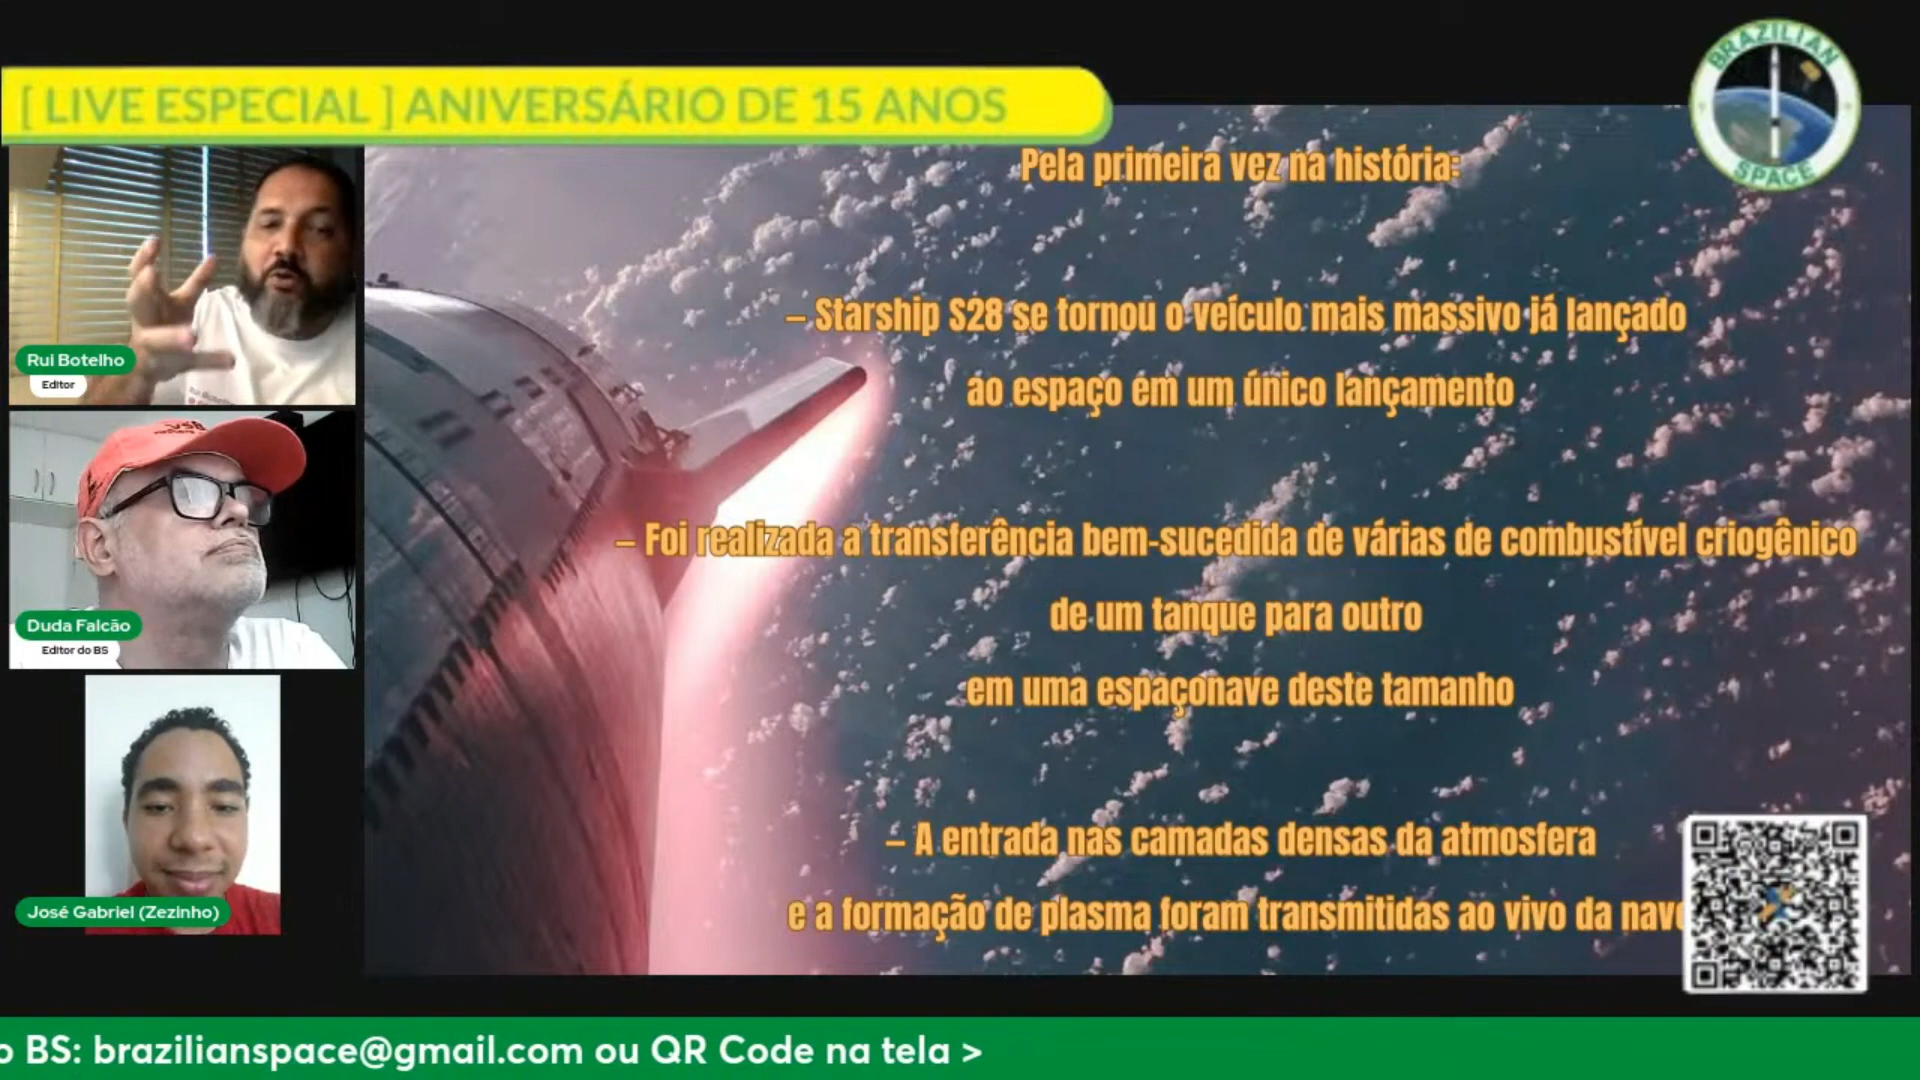 [ LIVE ESPECIAL ] ANIVERSÁRIO DE 15 ANOS
BRAZILIAN
SPACE
Pela primeira vez na história:
– Starship S28 se tornou o veículo mais massivo já lançado
ao espaço em um único lançamento
– Foi realizada a transferência bem-sucedida de várias de combustível criogênico
de um tanque para outro
em uma espaçonave deste tamanho
– A entrada nas camadas densas da atmosfera
e a formação de plasma foram transmitidas ao vivo da nave
Rui Botelho
Editor
VSB
Duda Falcão
Editor do BS
José Gabriel (Zezinho)
o BS: brazilianspace@gmail.com ou QR Code na tela >